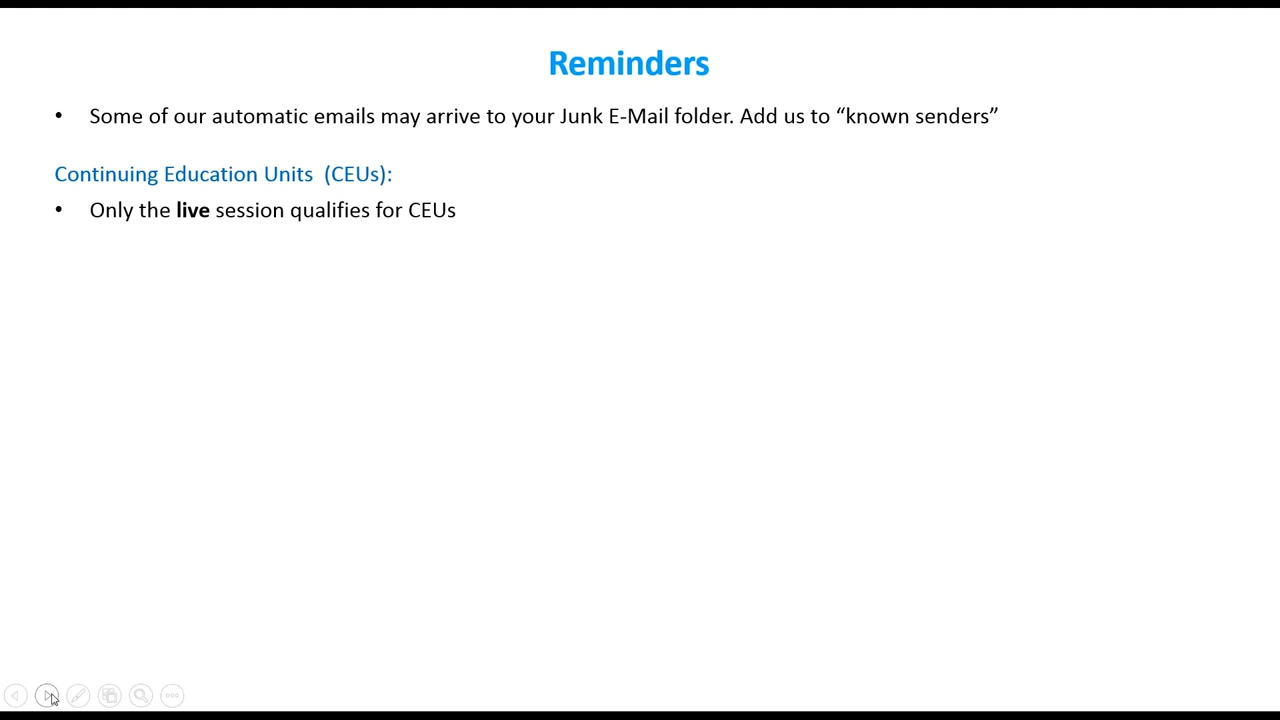 Reminders
• Some of our automatic emails may arrive to your Junk E-Mail folder. Add us to “known senders”
Continuing Education Units  (CEUs):
• Only the live session qualifies for CEUs